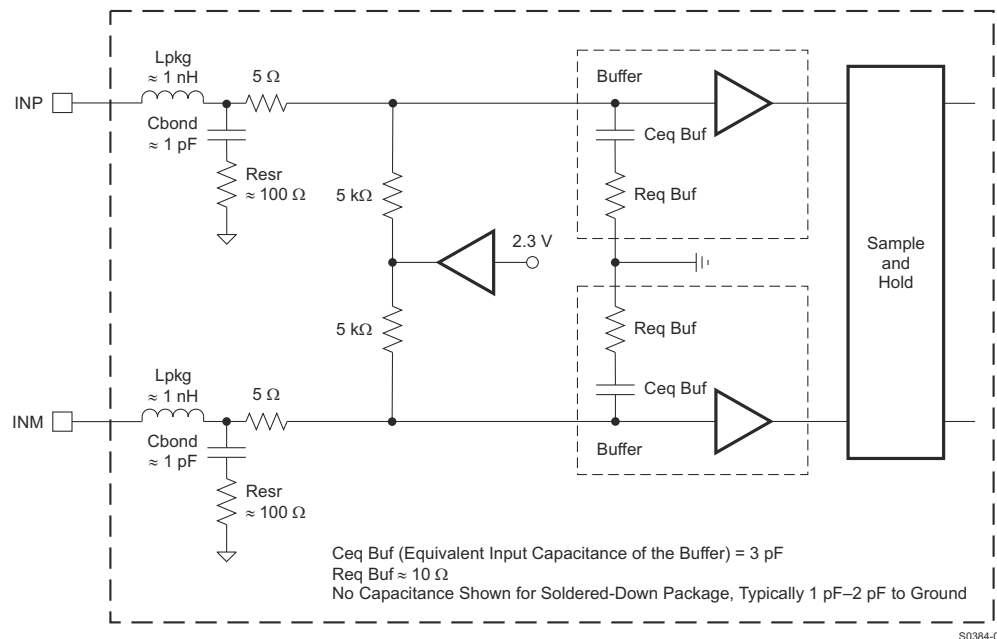 Lpkg
≈ 1 nH
5 Ω
INP
Cbond
≈ 1 pF
Resr
≈ 100 Ω
5 kΩ
Buffer
Ceq Buf
Req Buf
2.3 V
Sample
and
Hold
5 kΩ
Req Buf
Ceq Buf
Lpkg
≈ 1 nH
5 Ω
INM
Cbond
≈ 1 pF
Resr
≈ 100 Ω
Buffer
Ceq Buf (Equivalent Input Capacitance of the Buffer) = 3 pF
Req Buf ≈ 10 Ω
No Capacitance Shown for Soldered-Down Package, Typically 1 pF–2 pF to Ground